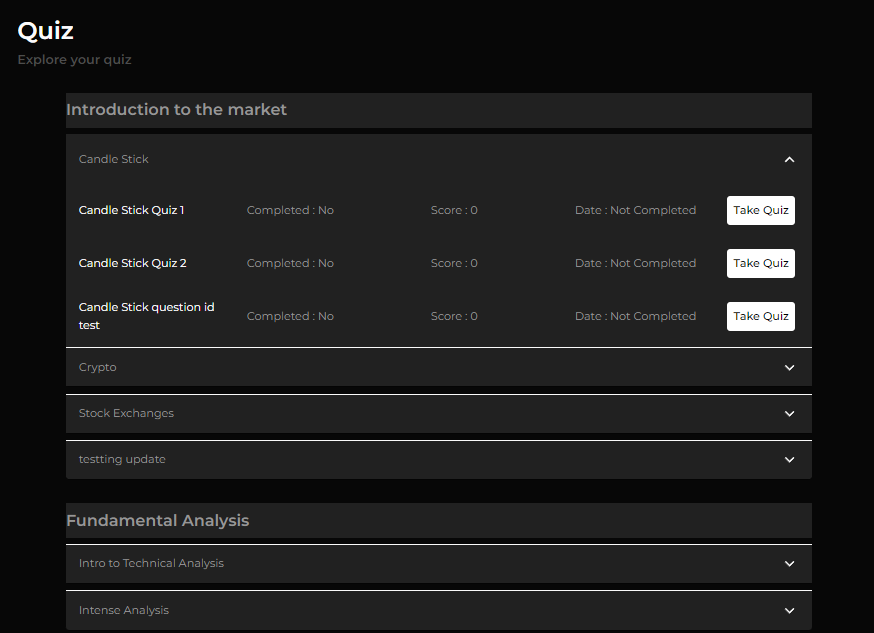 Quiz
Explore your quiz
Introduction to the market
Candle Stick
Candle Stick Quiz 1 Completed : No Score : 0 Date : Not Completed Take Quiz
Candle Stick Quiz 2 Completed : No Score : 0 Date : Not Completed Take Quiz
Candle Stick question id
test Completed : No Score : 0 Date : Not Completed Take Quiz
Crypto
Stock Exchanges
testting update
Fundamental Analysis
Intro to Technical Analysis
Intense Analysis